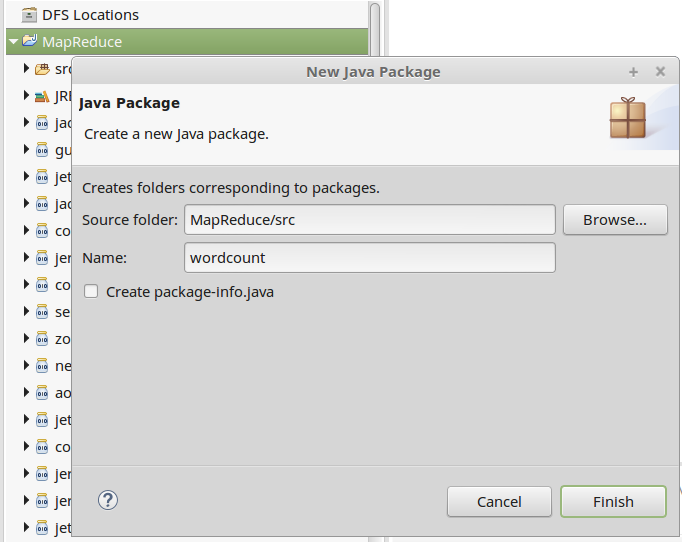 DFS Locations
MapReduce
New Java Package
Java Package
Create a new Java package.
Creates folders corresponding to packages.
Source folder: MapReduce/src Browse...
Name: wordcount
Create package-info.java
? Cancel Finish
src
jac
gu
jet
jac
co
jer
co
se
zo
ne
ao
jet
co
jer
jer
jet